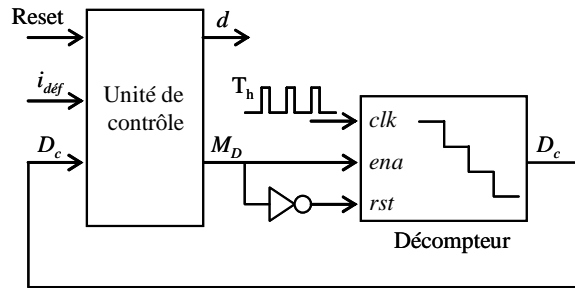 Reset
d
i_déf
Unité de
contrôle
T_h
D_c
M_D
clk
ena
rst
D_c
Décompteur